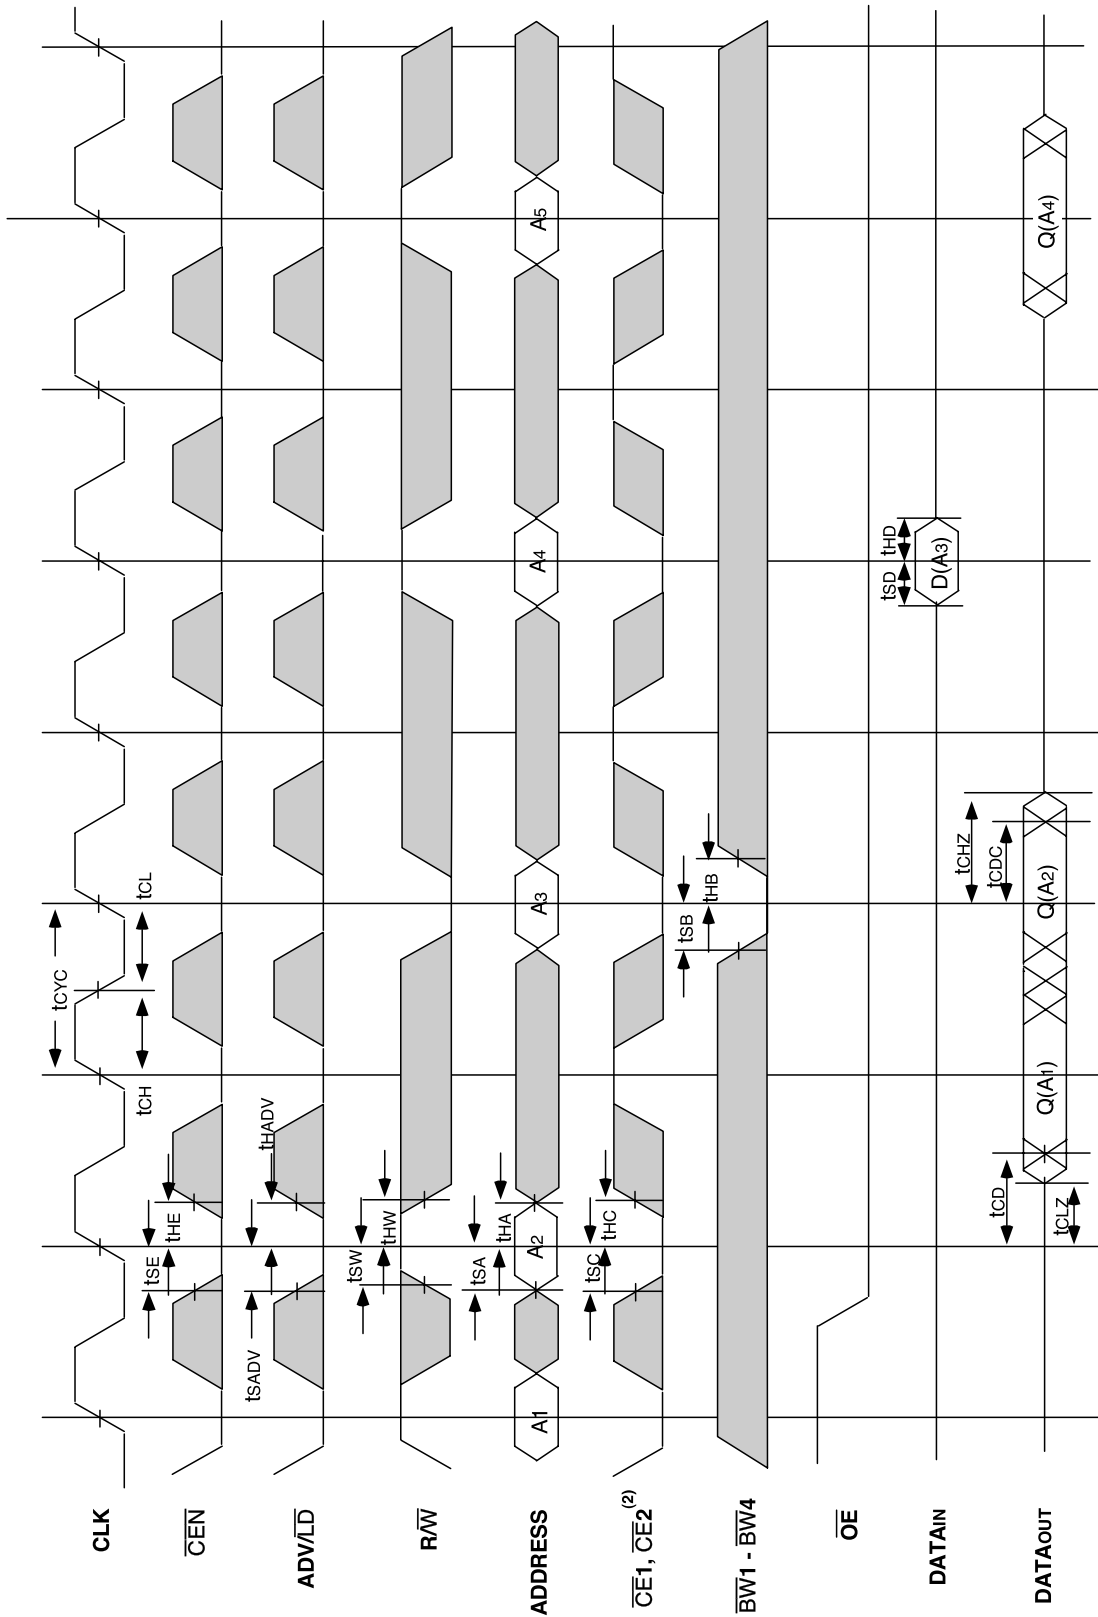 tCYC
tCH
tCL
CLK
tSE
tHE
CEN
tSADV
tHADV
ADV/LD
tSW
tHW
R/W
tSA
tHA
ADDRESS A1 A2 A3 A4 A5
tSC
tHC
CE1, CE2(2)
tSB
tHB
BW1 - BW4
OE
tSD
tHD
DATAIN D(A3)
tCD
tCLZ
tCHZ
tCDC
DATAOUT Q(A1) Q(A2) Q(A4)